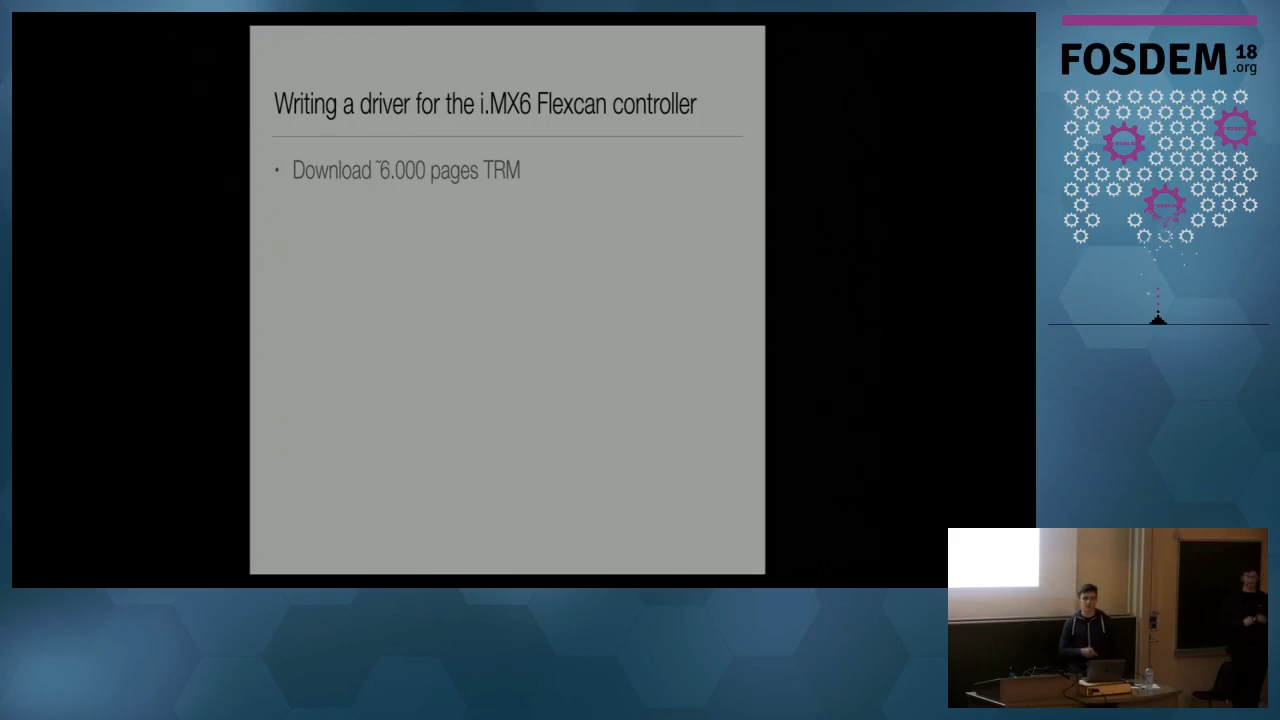 Writing a driver for the i.MX6 Flexcan controller
• Download ~6.000 pages TRM
FOSDEM 18
.org